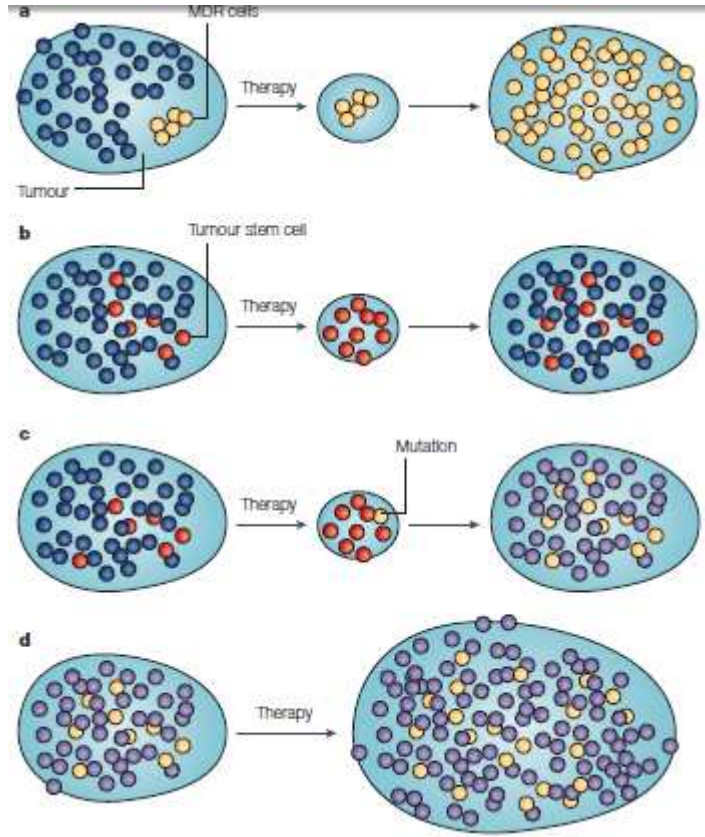 a
MDR cells
Therapy
Tumour
b
Tumour stem cell
Therapy
c
Mutation
Therapy
d
Therapy